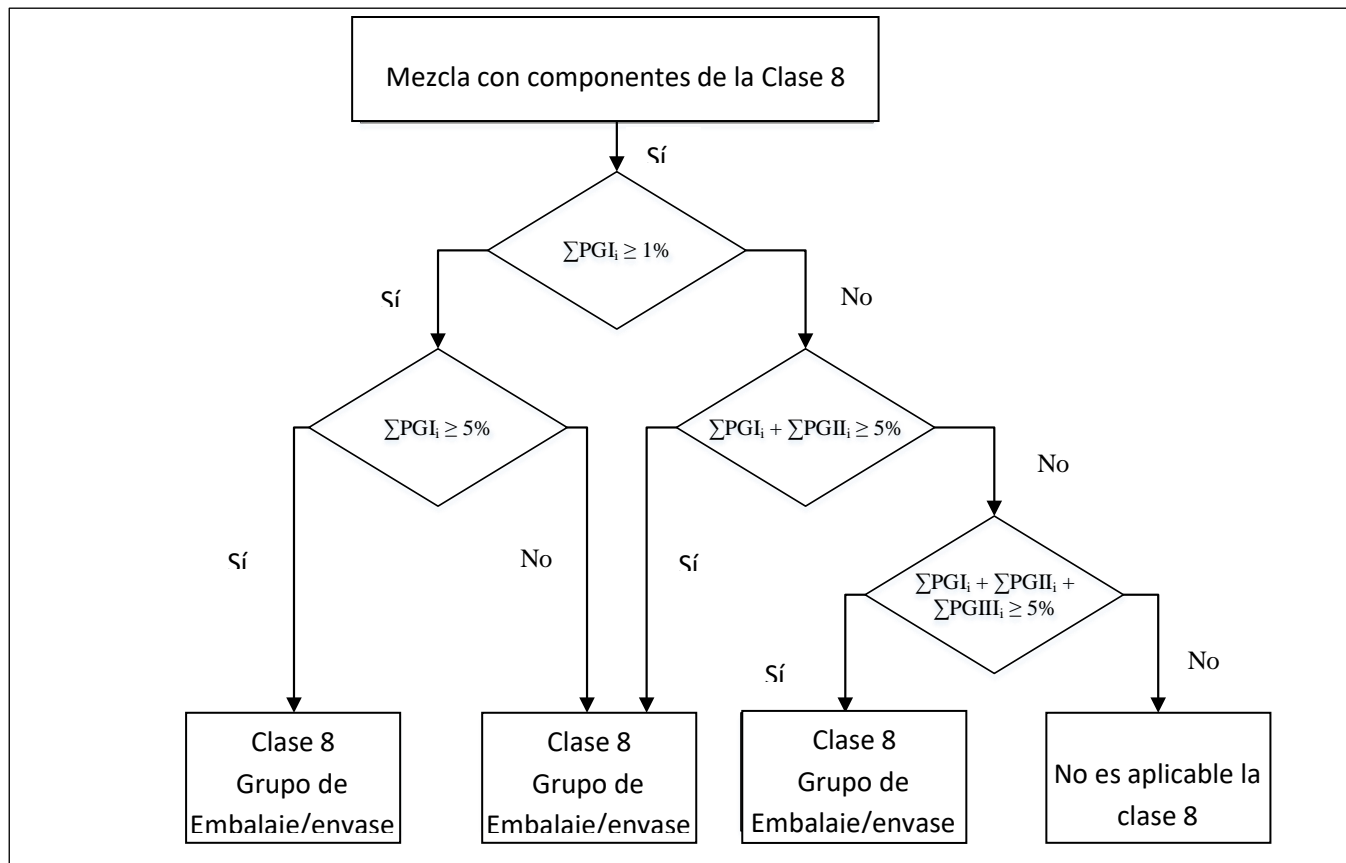 Mezcla con componentes de la Clase 8
Sí
∑PGIᵢ ≥ 1%
Sí
No
∑PGIᵢ ≥ 5%
∑PGIᵢ + ∑PGIIᵢ ≥ 5%
Sí
No
Sí
No
∑PGIᵢ + ∑PGIIᵢ +
∑PGIIIᵢ ≥ 5%
Sí
No
Clase 8
Grupo de
Embalaje/envase
Clase 8
Grupo de
Embalaje/envase
Clase 8
Grupo de
Embalaje/envase
No es aplicable la
clase 8